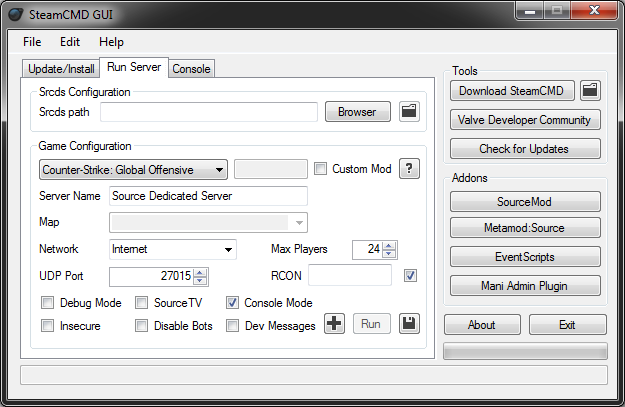 SteamCMD GUI
File Edit Help
Update/Install Run Server Console
Srcds Configuration
Srcds path Browser
Game Configuration
Counter-Strike: Global Offensive Custom Mod ?
Server Name Source Dedicated Server
Map
Network Internet Max Players 24
UDP Port 27015 RCON
Debug Mode SourceTV Console Mode
Insecure Disable Bots Dev Messages Run
Tools
Download SteamCMD
Valve Developer Community
Check for Updates
Addons
SourceMod
Metamod:Source
EventScripts
Mani Admin Plugin
About Exit